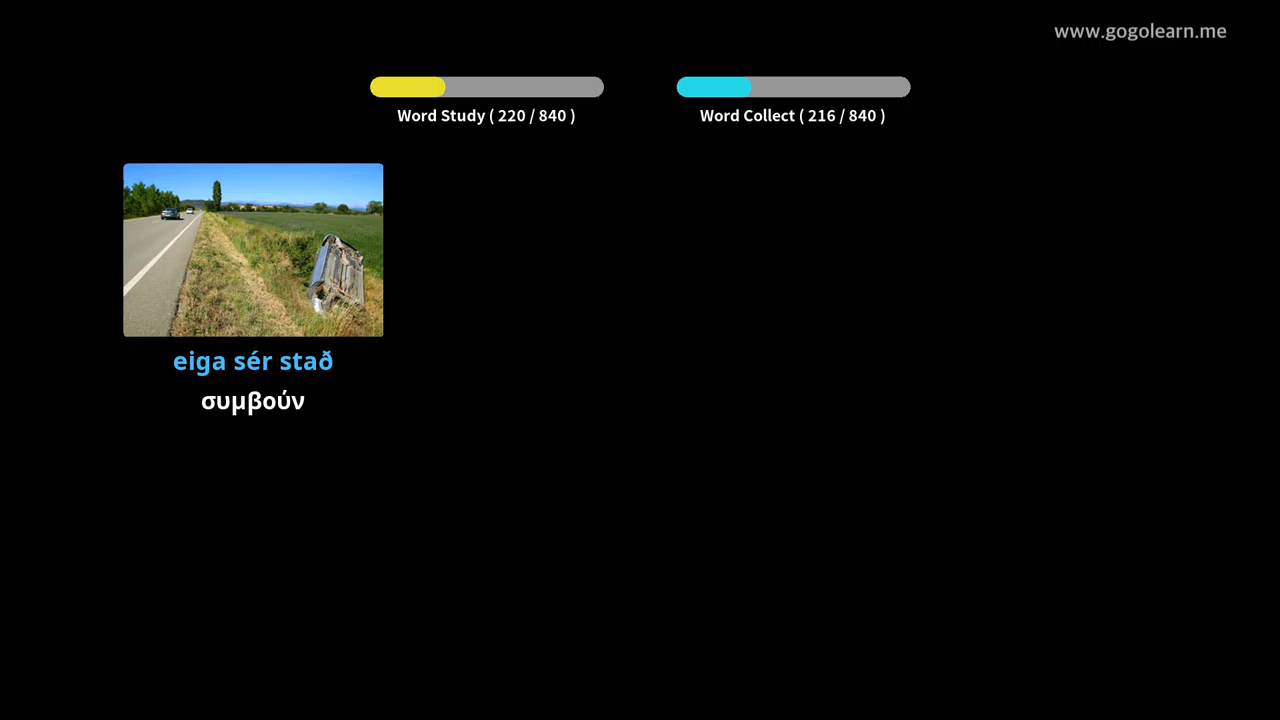 www.gogolearn.me
Word Study ( 220 / 840 )
Word Collect ( 216 / 840 )
eiga sér stað
συμβούν